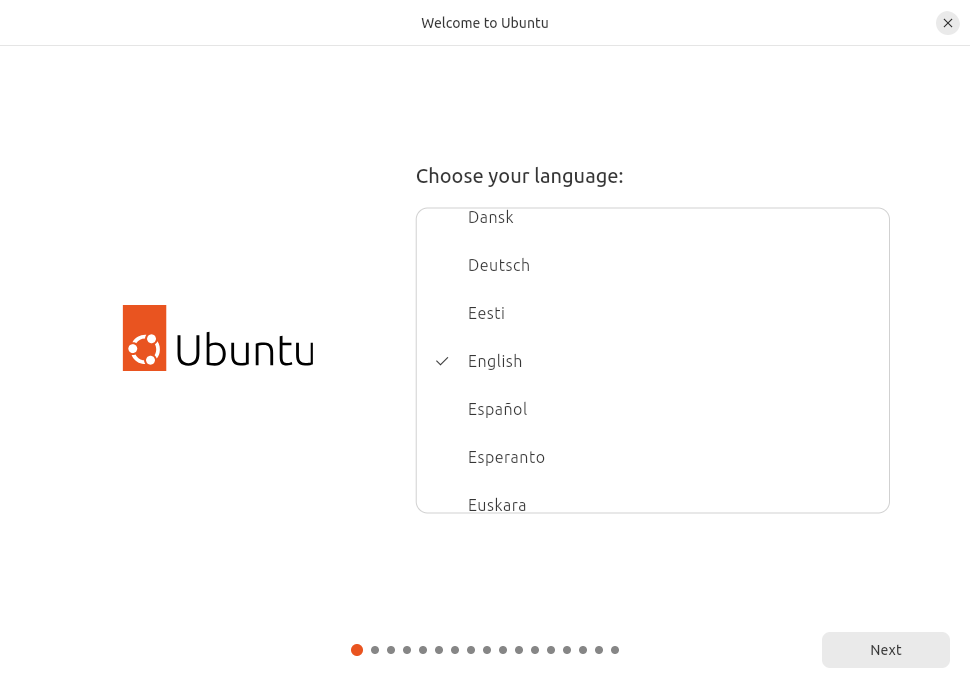 Welcome to Ubuntu
Choose your language:
Dansk
Deutsch
Eesti
English
Español
Esperanto
Euskara
Ubuntu
Next